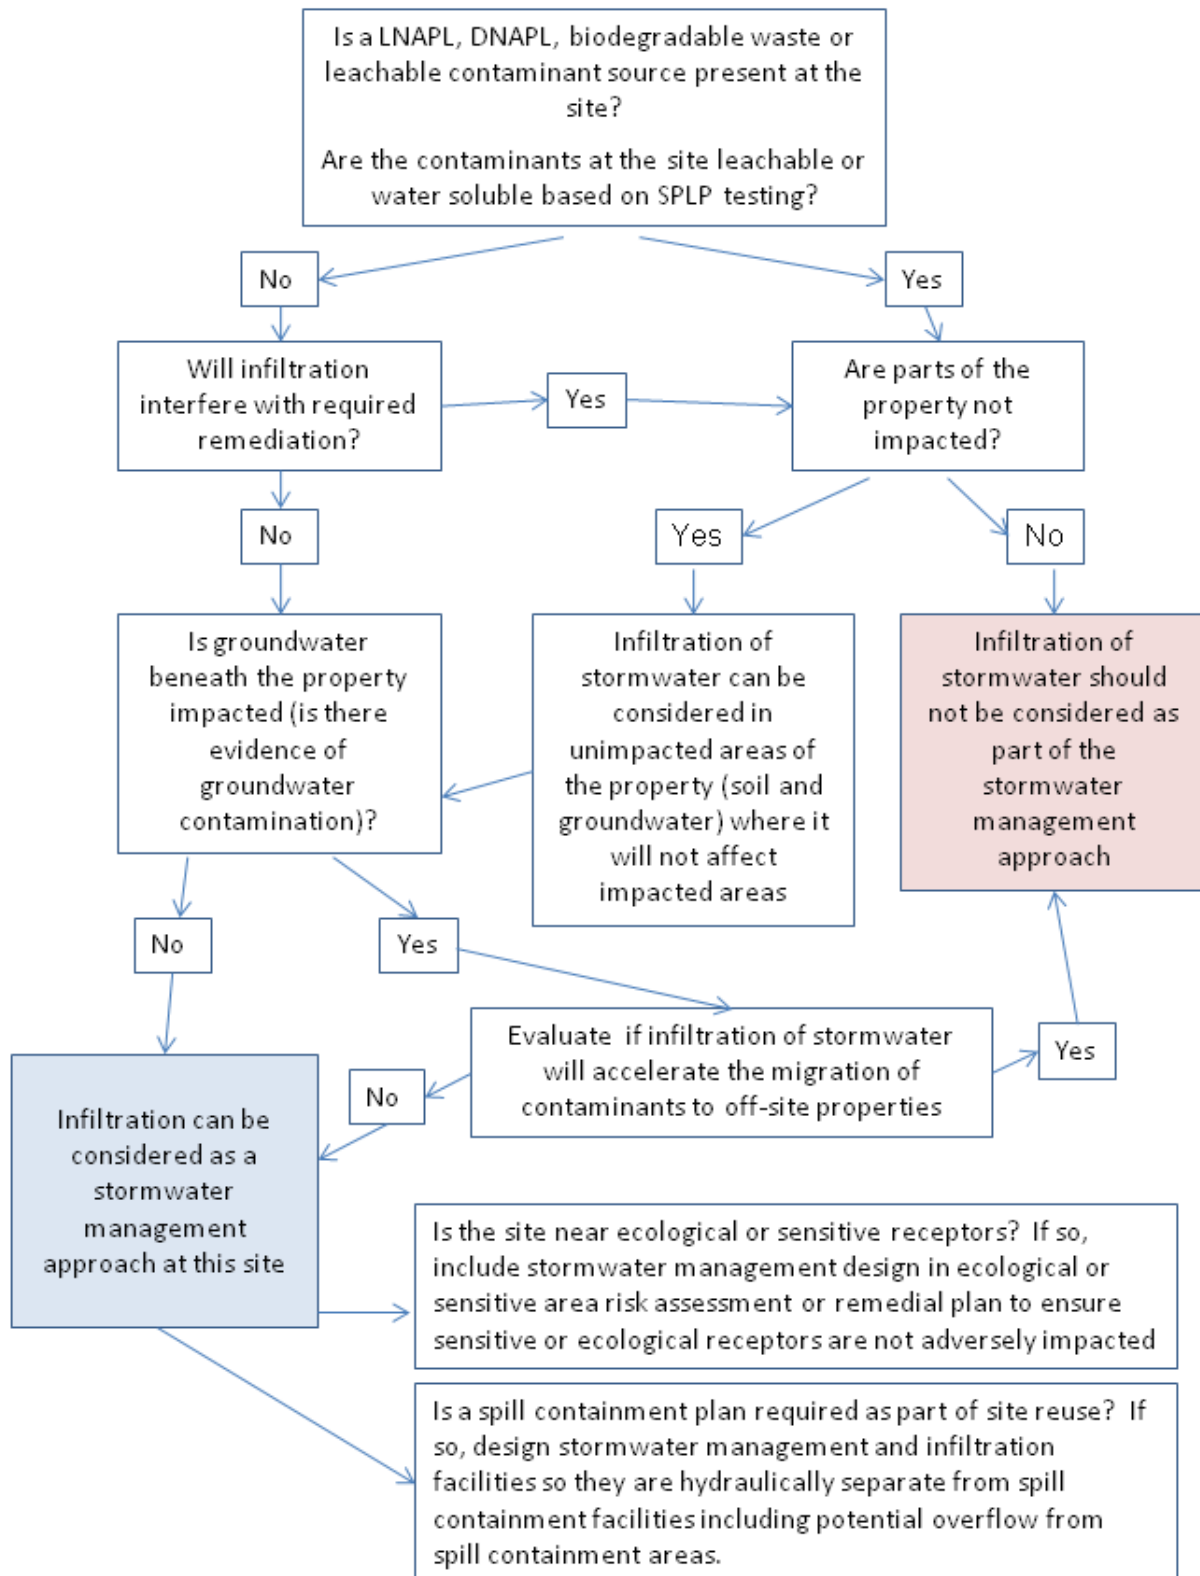 Is a LNAPL, DNAPL, biodegradable waste or
leachable contaminant source present at the
site?
Are the contaminants at the site leachable or
water soluble based on SPLP testing?
No
Yes
Will infiltration
interfere with required
remediation?
Yes
Are parts of the
property not
impacted?
No
Yes
No
Is groundwater
beneath the property
impacted (is there
evidence of
groundwater
contamination)?
Infiltration of
stormwater can be
considered in
unimpacted areas of
the property (soil and
groundwater) where it
will not affect
impacted areas
Infiltration of
stormwater should
not be considered as
part of the
stormwater
management
approach
No
Yes
Evaluate if infiltration of stormwater
will accelerate the migration of
contaminants to off-site properties
Yes
No
Infiltration can be
considered as a
stormwater
management
approach at this site
Is the site near ecological or sensitive receptors? If so,
include stormwater management design in ecological or
sensitive area risk assessment or remedial plan to ensure
sensitive or ecological receptors are not adversely impacted
Is a spill containment plan required as part of site reuse? If
so, design stormwater management and infiltration
facilities so they are hydraulically separate from spill
containment facilities including potential overflow from
spill containment areas.